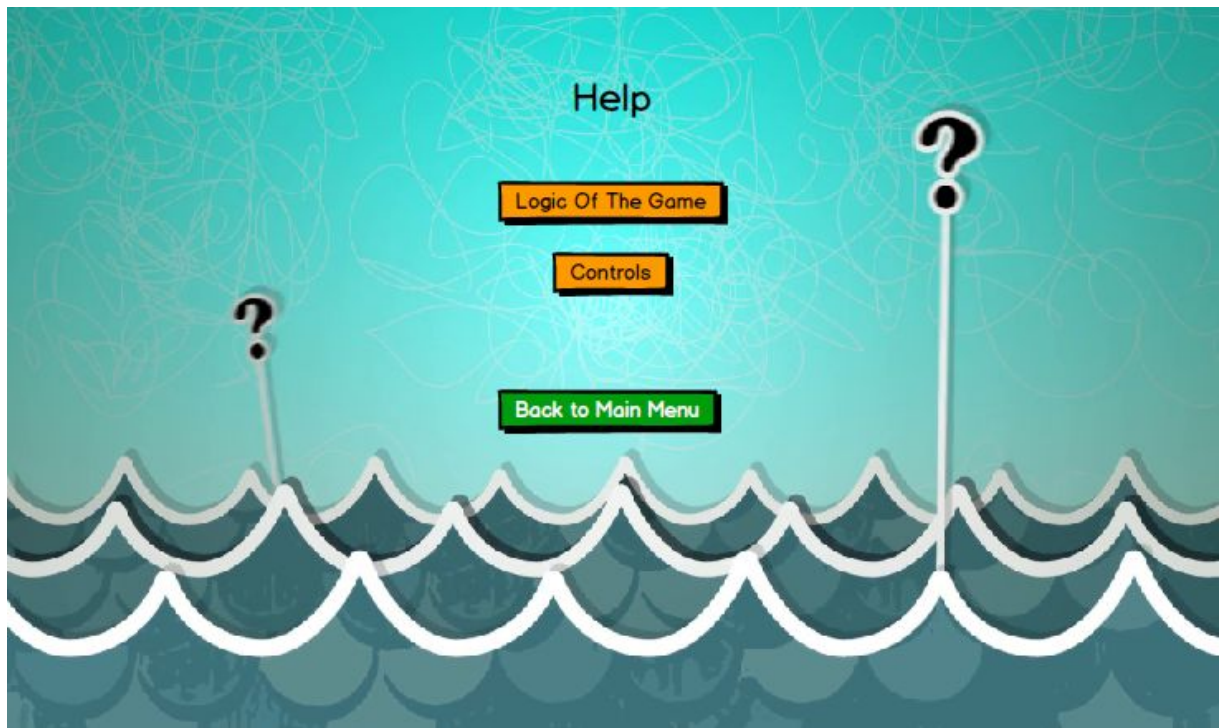 Help
?
Logic Of The Game
Controls
?
Back to Main Menu